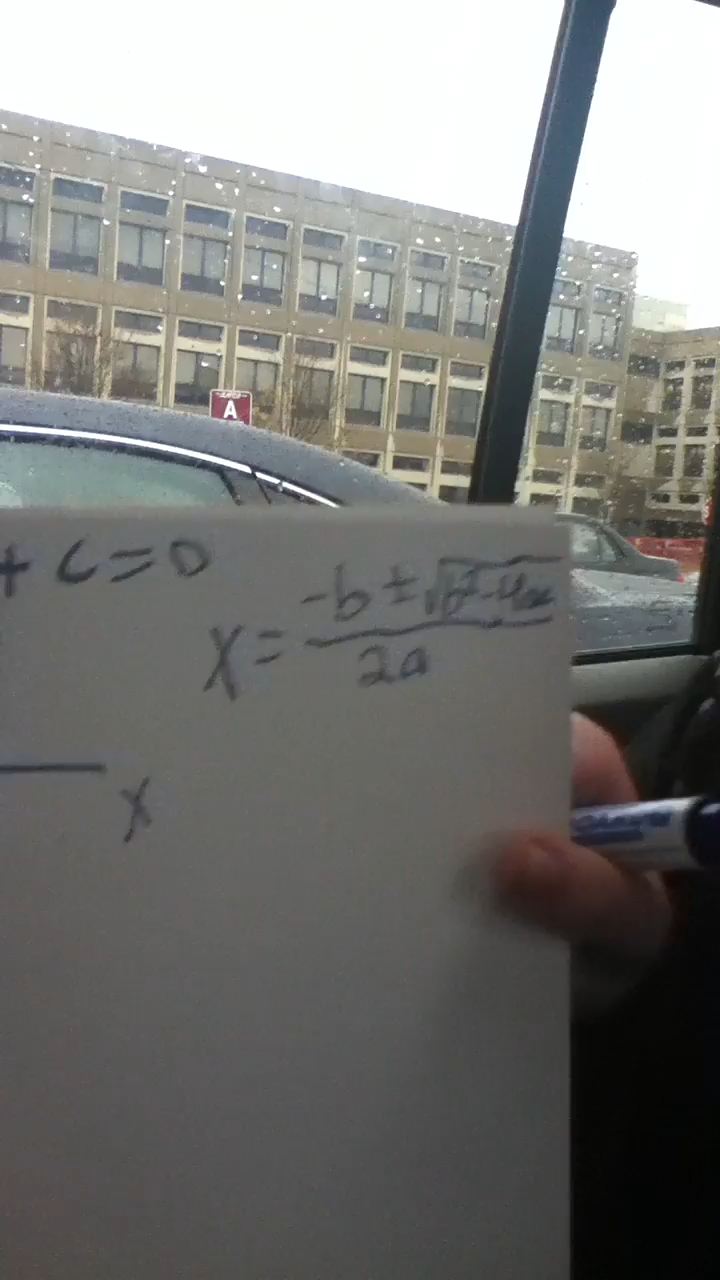 A
+ C = 0
x = -b ± √b²-4ac / 2a
x